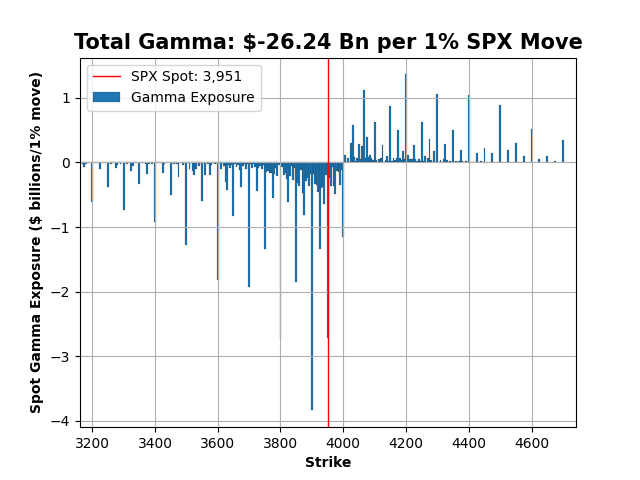 Total Gamma: $-26.24 Bn per 1% SPX Move
SPX Spot: 3,951
Gamma Exposure
Spot Gamma Exposure ($ billions/1% move)
1
0
−1
−2
−3
−4
3200 3400 3600 3800 4000 4200 4400 4600
Strike